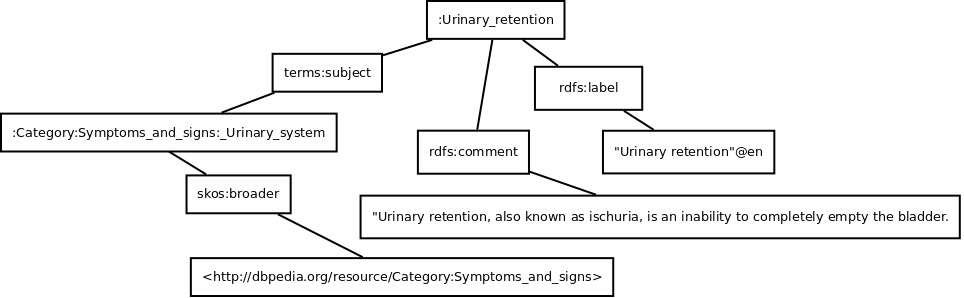 :Urinary_retention
terms:subject
rdfs:label
:Category:Symptoms_and_signs:_Urinary_system
rdfs:comment
"Urinary retention"@en
skos:broader
"Urinary retention, also known as ischuria, is an inability to completely empty the bladder.
<http://dbpedia.org/resource/Category:Symptoms_and_signs>